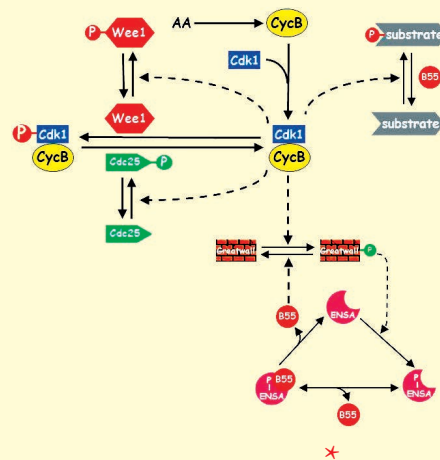 AA
CycB
P
Wee1
P
substrate
Cdk1
B55
Wee1
substrate
P
Cdk1
CycB
Cdk1
CycB
Cdc25
P
Cdc25
Greatwall
Greatwall
P
B55
ENSA
P
B55
ENSA
P
ENSA
B55